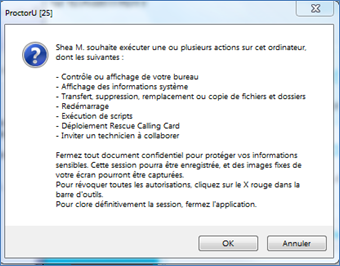 ProctorU [25]
Shea M. souhaite exécuter une ou plusieurs actions sur cet ordinateur,
dont les suivantes :
- Contrôle ou affichage de votre bureau
- Affichage des informations système
- Transfert, suppression, remplacement ou copie de fichiers et dossiers
- Redémarrage
- Exécution de scripts
- Déploiement Rescue Calling Card
- Inviter un technicien à collaborer
Fermez tout document confidentiel pour protéger vos informations
sensibles. Cette session pourra être enregistrée, et des images fixes de
votre écran pourront être capturées.
Pour révoquer toutes les autorisations, cliquez sur le X rouge dans la
barre d'outils.
Pour clore définitivement la session, fermez l'application.
OK
Annuler